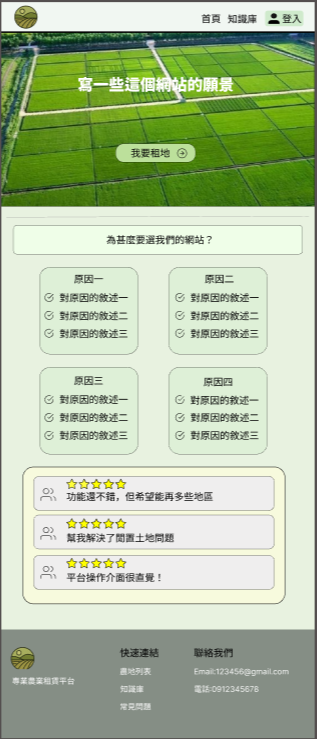 首頁 知識庫 登入
寫一些這個網站的願景
我要租地
為甚麼要選我們的網站？
原因一
對原因的敘述一
對原因的敘述二
對原因的敘述三
原因二
對原因的敘述一
對原因的敘述二
對原因的敘述三
原因三
對原因的敘述一
對原因的敘述二
對原因的敘述三
原因四
對原因的敘述一
對原因的敘述二
對原因的敘述三
功能還不錯，但希望能再多些地區
幫我解決了閒置土地問題
平台操作介面很直覺！
專業農業租賃平台
快速連結
農地列表
知識庫
常見問題
聯絡我們
Email:123456@gmail.com
電話:0912345678